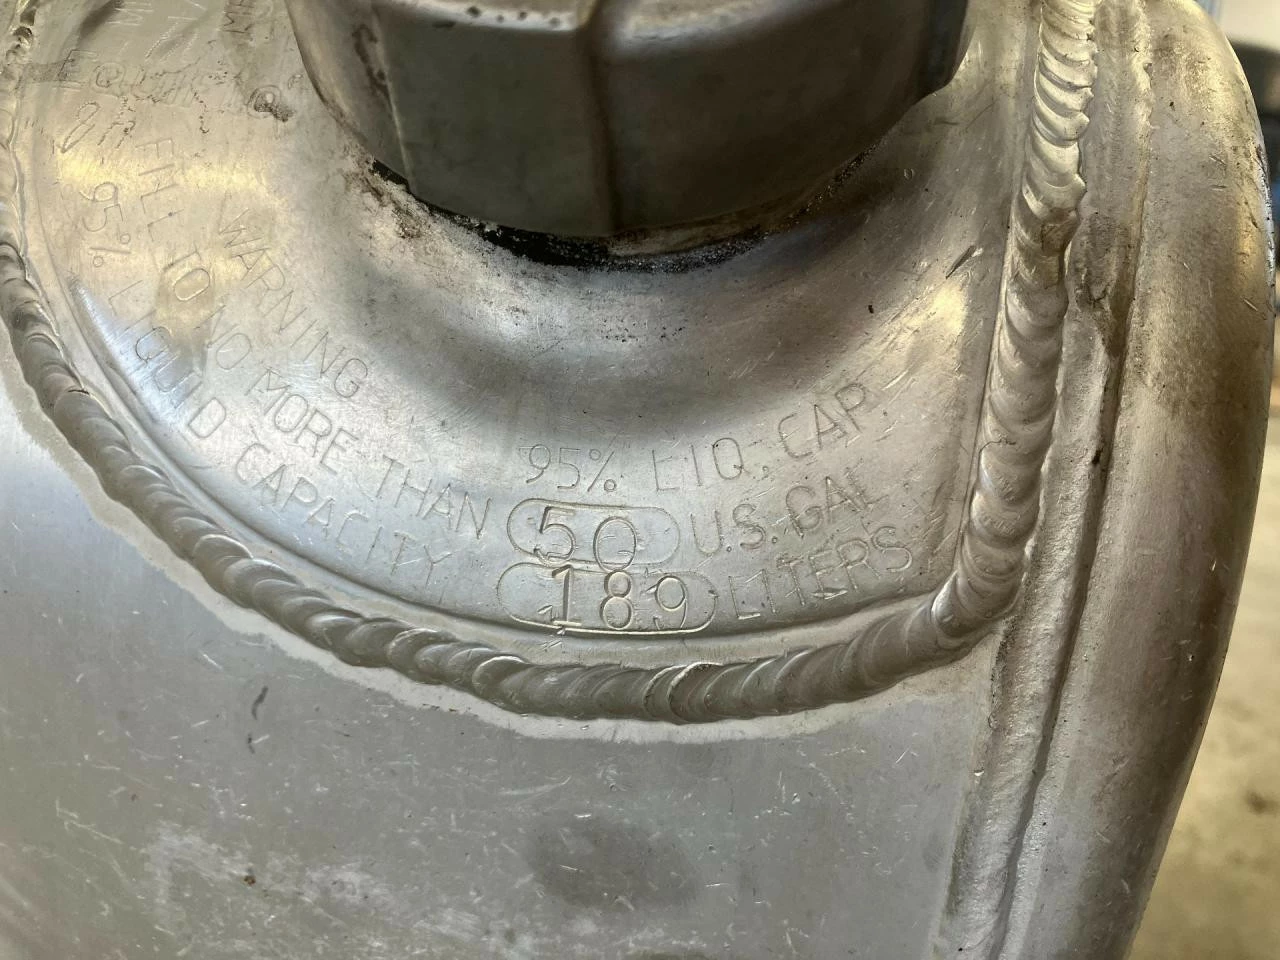 WARNING
FILL TO NO MORE THAN
95% LIQUID CAPACITY
95% LIQ. CAP.
50 U.S. GAL
189 LITERS